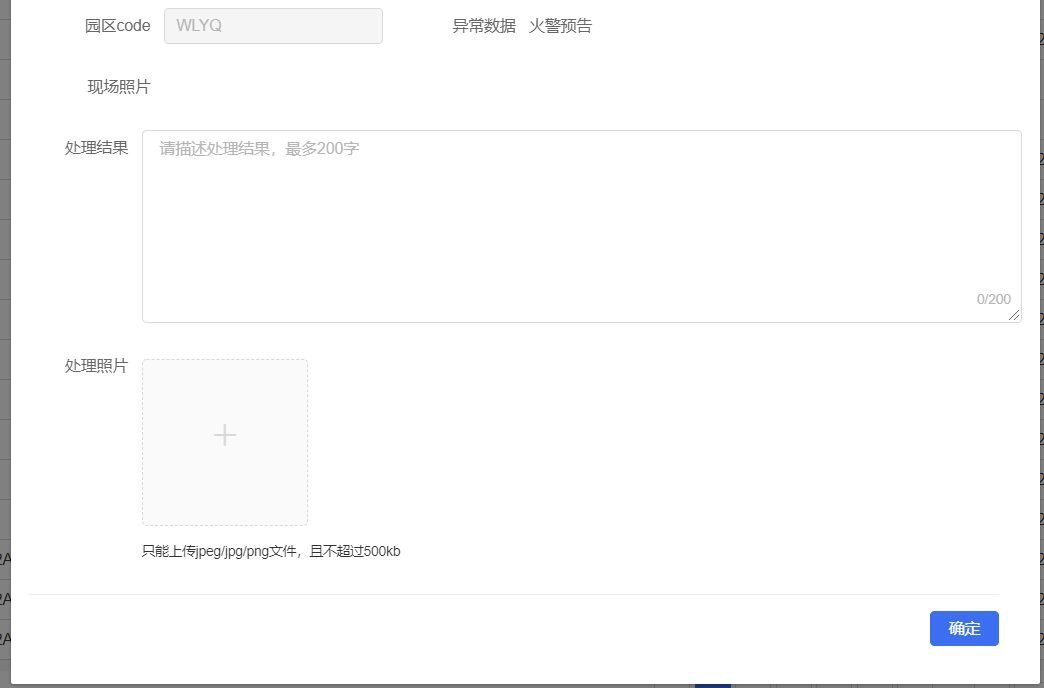 园区code WLYQ 异常数据 火警预告
现场照片
处理结果 请描述处理结果，最多200字
0/200
处理照片
只能上传jpeg/jpg/png文件，且不超过500kb
确定